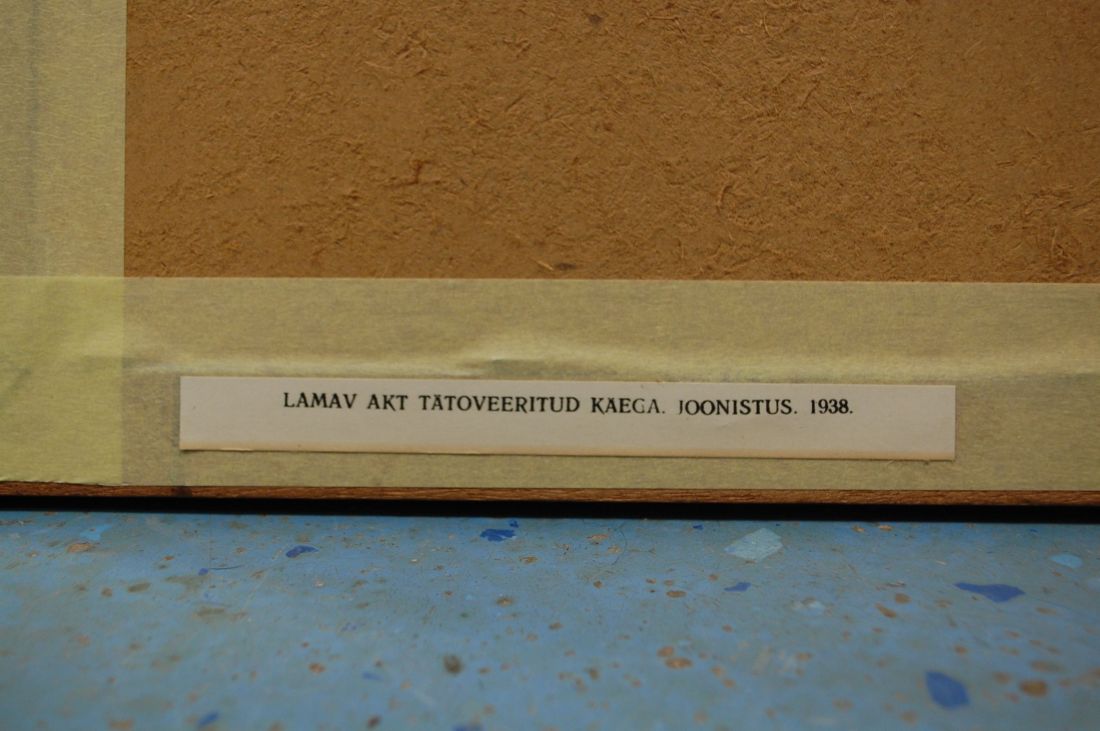 LAMAV AKT TÄTOVEERITUD KAEGA. JOONISTUS. 1938.